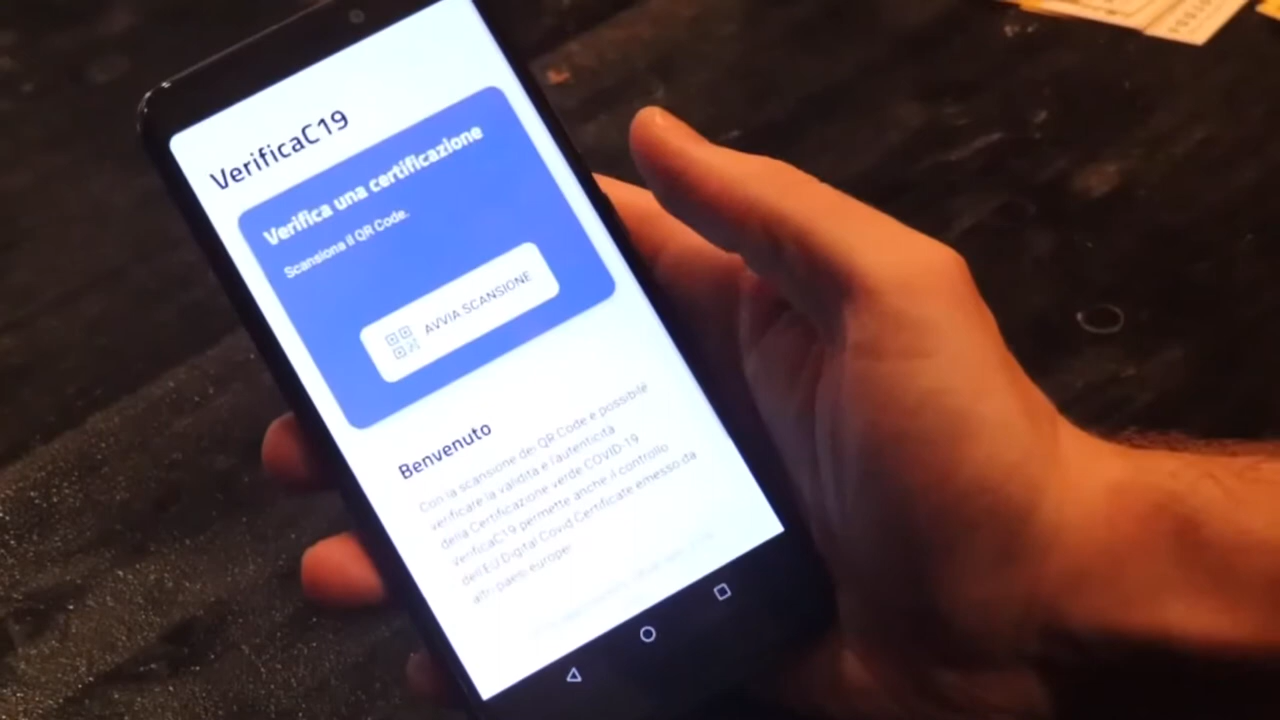 VerificaC19
Verifica una certificazione
Scansiona il QR Code.
AVVIA SCANSIONE
Benvenuto
Con la scansione del QR Code è possibile
verificare la validità e l'autenticità
della Certificazione verde COVID-19.
VerificaC19 permette anche il controllo
dell'EU Digital Covid Certificate emesso da
altri paesi europei